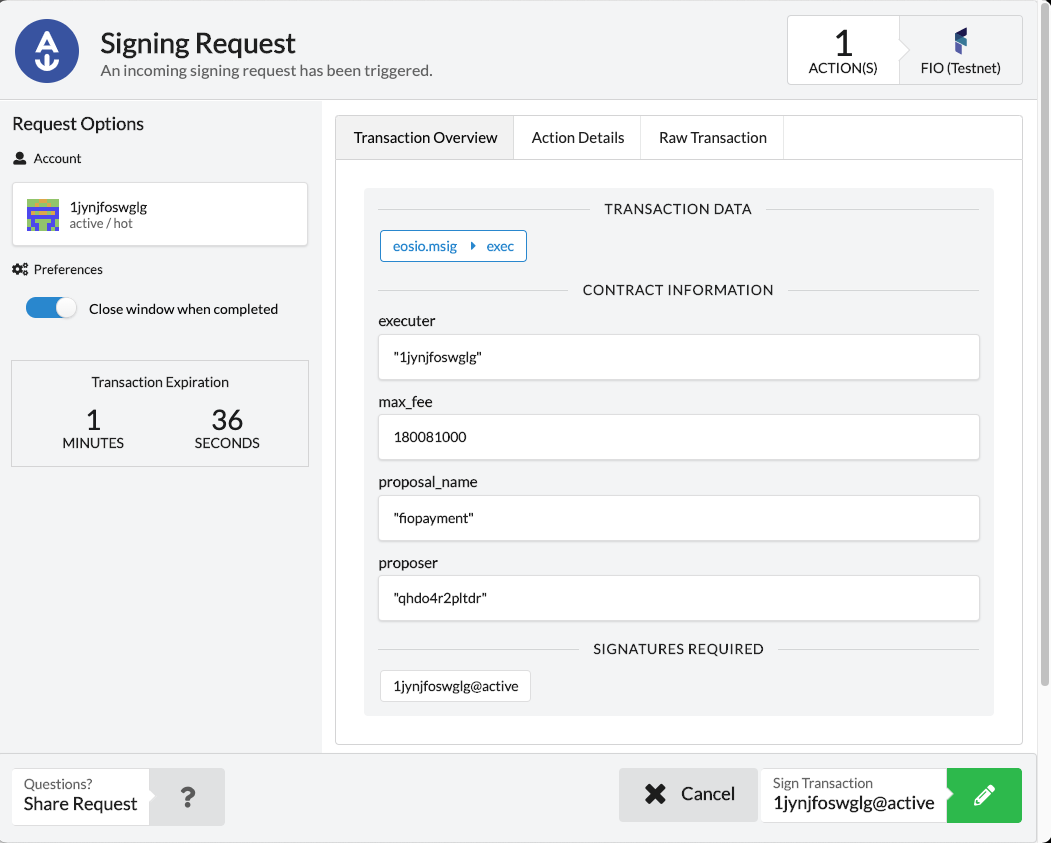 Signing Request
An incoming signing request has been triggered.
1
ACTION(S)
FIO (Testnet)
Request Options
Account
1jynjfoswglg
active / hot
Preferences
Close window when completed
Transaction Expiration
1 36
MINUTES SECONDS
Transaction Overview Action Details Raw Transaction
TRANSACTION DATA
eosio.msig exec
CONTRACT INFORMATION
executer
"1jynjfoswglg"
max_fee
180081000
proposal_name
"fiopayment"
proposer
"qhdo4r2pltdr"
SIGNATURES REQUIRED
1jynjfoswglg@active
Questions?
Share Request
?
Cancel
Sign Transaction
1jynjfoswglg@active